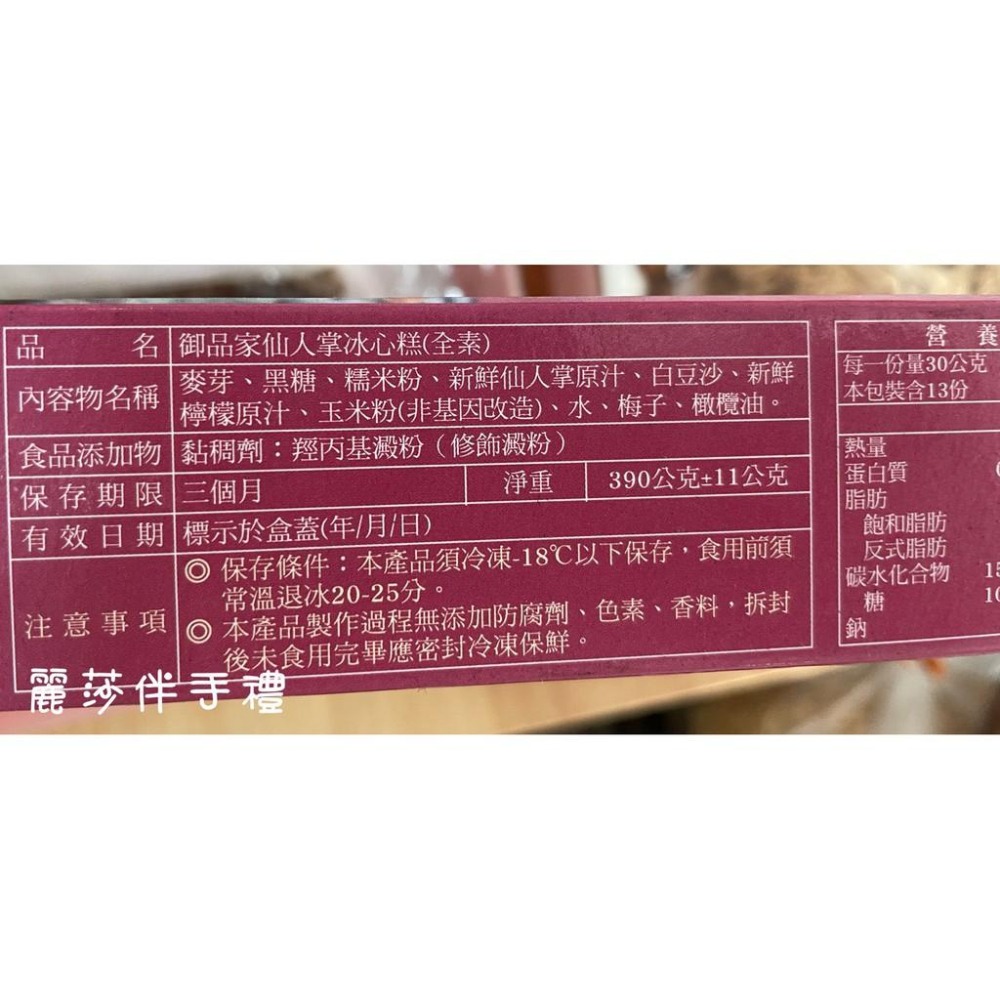 品名 御品家仙人掌冰心糕(全素)
內容物名稱 麥芽、黑糖、糯米粉、新鮮仙人掌原汁、白豆沙、新鮮
檸檬原汁、玉米粉(非基因改造)、水、梅子、橄欖油。
食品添加物 黏稠劑：羥丙基澱粉（修飾澱粉）
保存期限 三個月 淨重 390公克±11公克
有效日期 標示於盒蓋(年/月/日)
注意事項
◎ 保存條件：本產品須冷凍-18℃以下保存，食用前須
常溫退冰20-25分。
◎ 本產品製作過程無添加防腐劑、色素、香料，拆封
後未食用完畢應密封冷凍保鮮。
營養
每一份量30公克
本包裝含13份
熱量
蛋白質
脂肪
飽和脂肪
反式脂肪
碳水化合物
糖
鈉
麗莎伴手禮